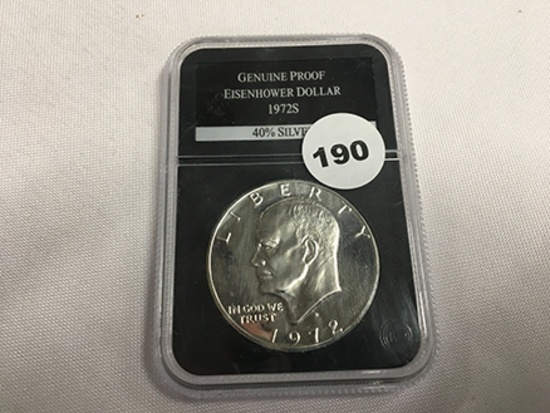 GENUINE PROOF
EISENHOWER DOLLAR
1972S
40% SILVE
190
LIBERTY
IN GOD WE
TRUST
1972